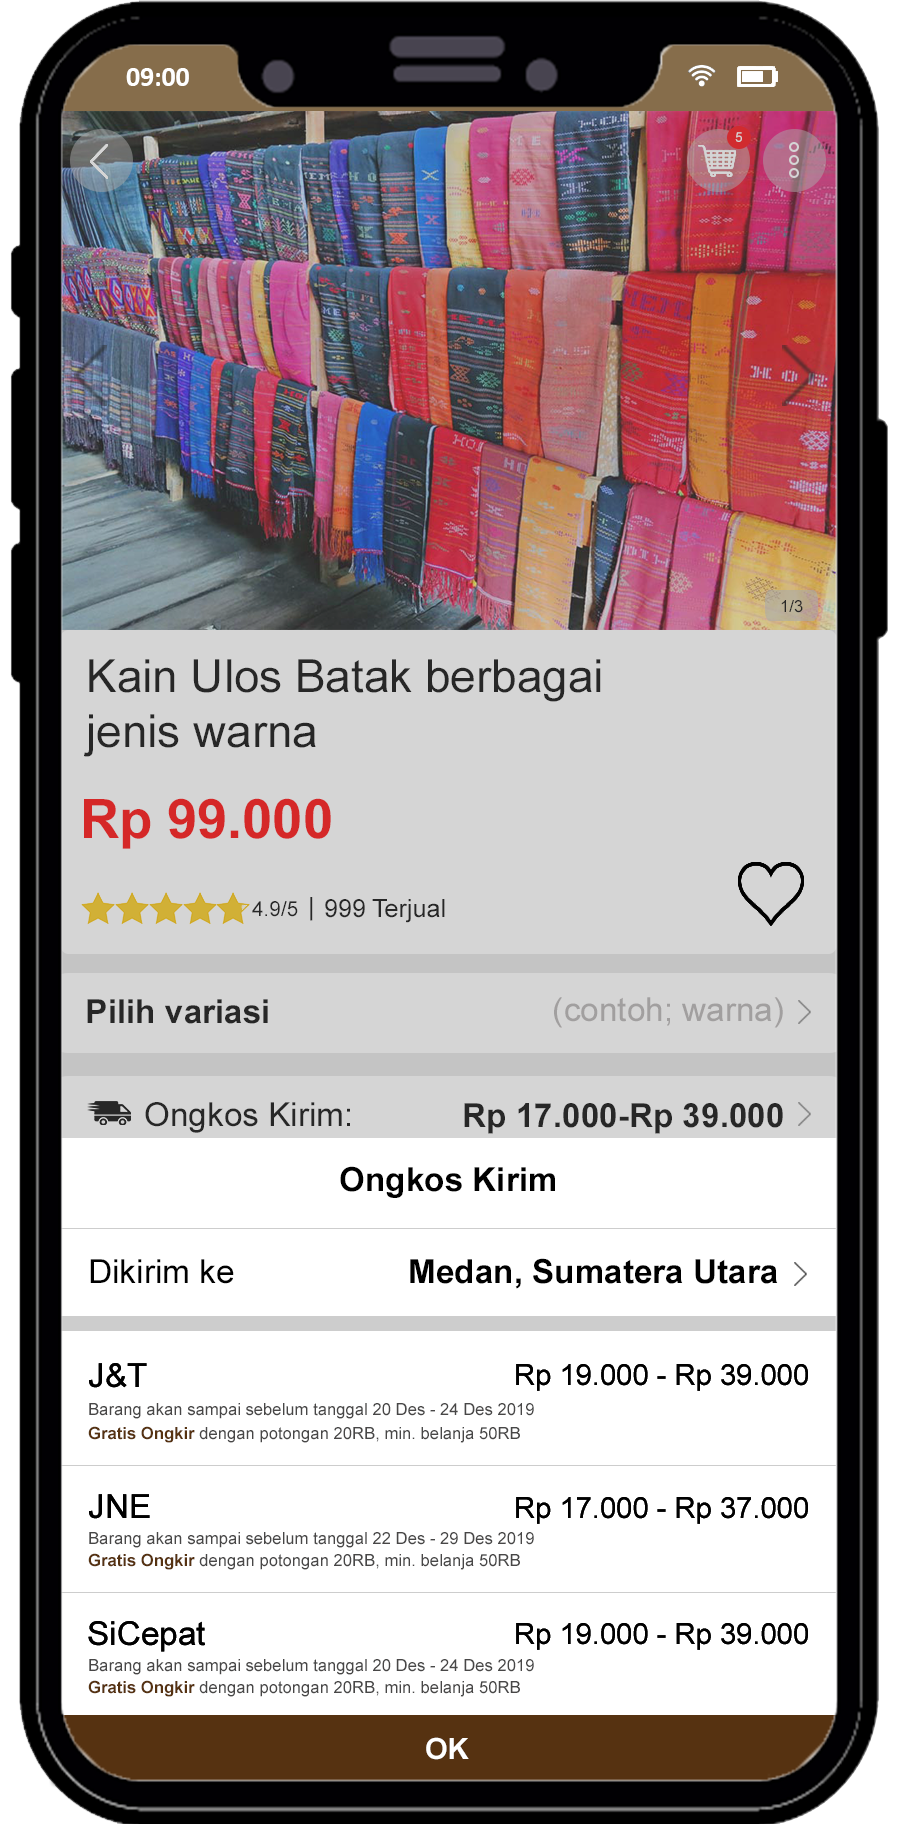 09:00
5
1/3
Kain Ulos Batak berbagai
jenis warna
Rp 99.000
4.9/5 | 999 Terjual
Pilih variasi (contoh; warna)
Ongkos Kirim: Rp 17.000-Rp 39.000
Ongkos Kirim
Dikirim ke Medan, Sumatera Utara
J&T Rp 19.000 - Rp 39.000
Barang akan sampai sebelum tanggal 20 Des - 24 Des 2019
Gratis Ongkir dengan potongan 20RB, min. belanja 50RB
JNE Rp 17.000 - Rp 37.000
Barang akan sampai sebelum tanggal 22 Des - 29 Des 2019
Gratis Ongkir dengan potongan 20RB, min. belanja 50RB
SiCepat Rp 19.000 - Rp 39.000
Barang akan sampai sebelum tanggal 20 Des - 24 Des 2019
Gratis Ongkir dengan potongan 20RB, min. belanja 50RB
OK